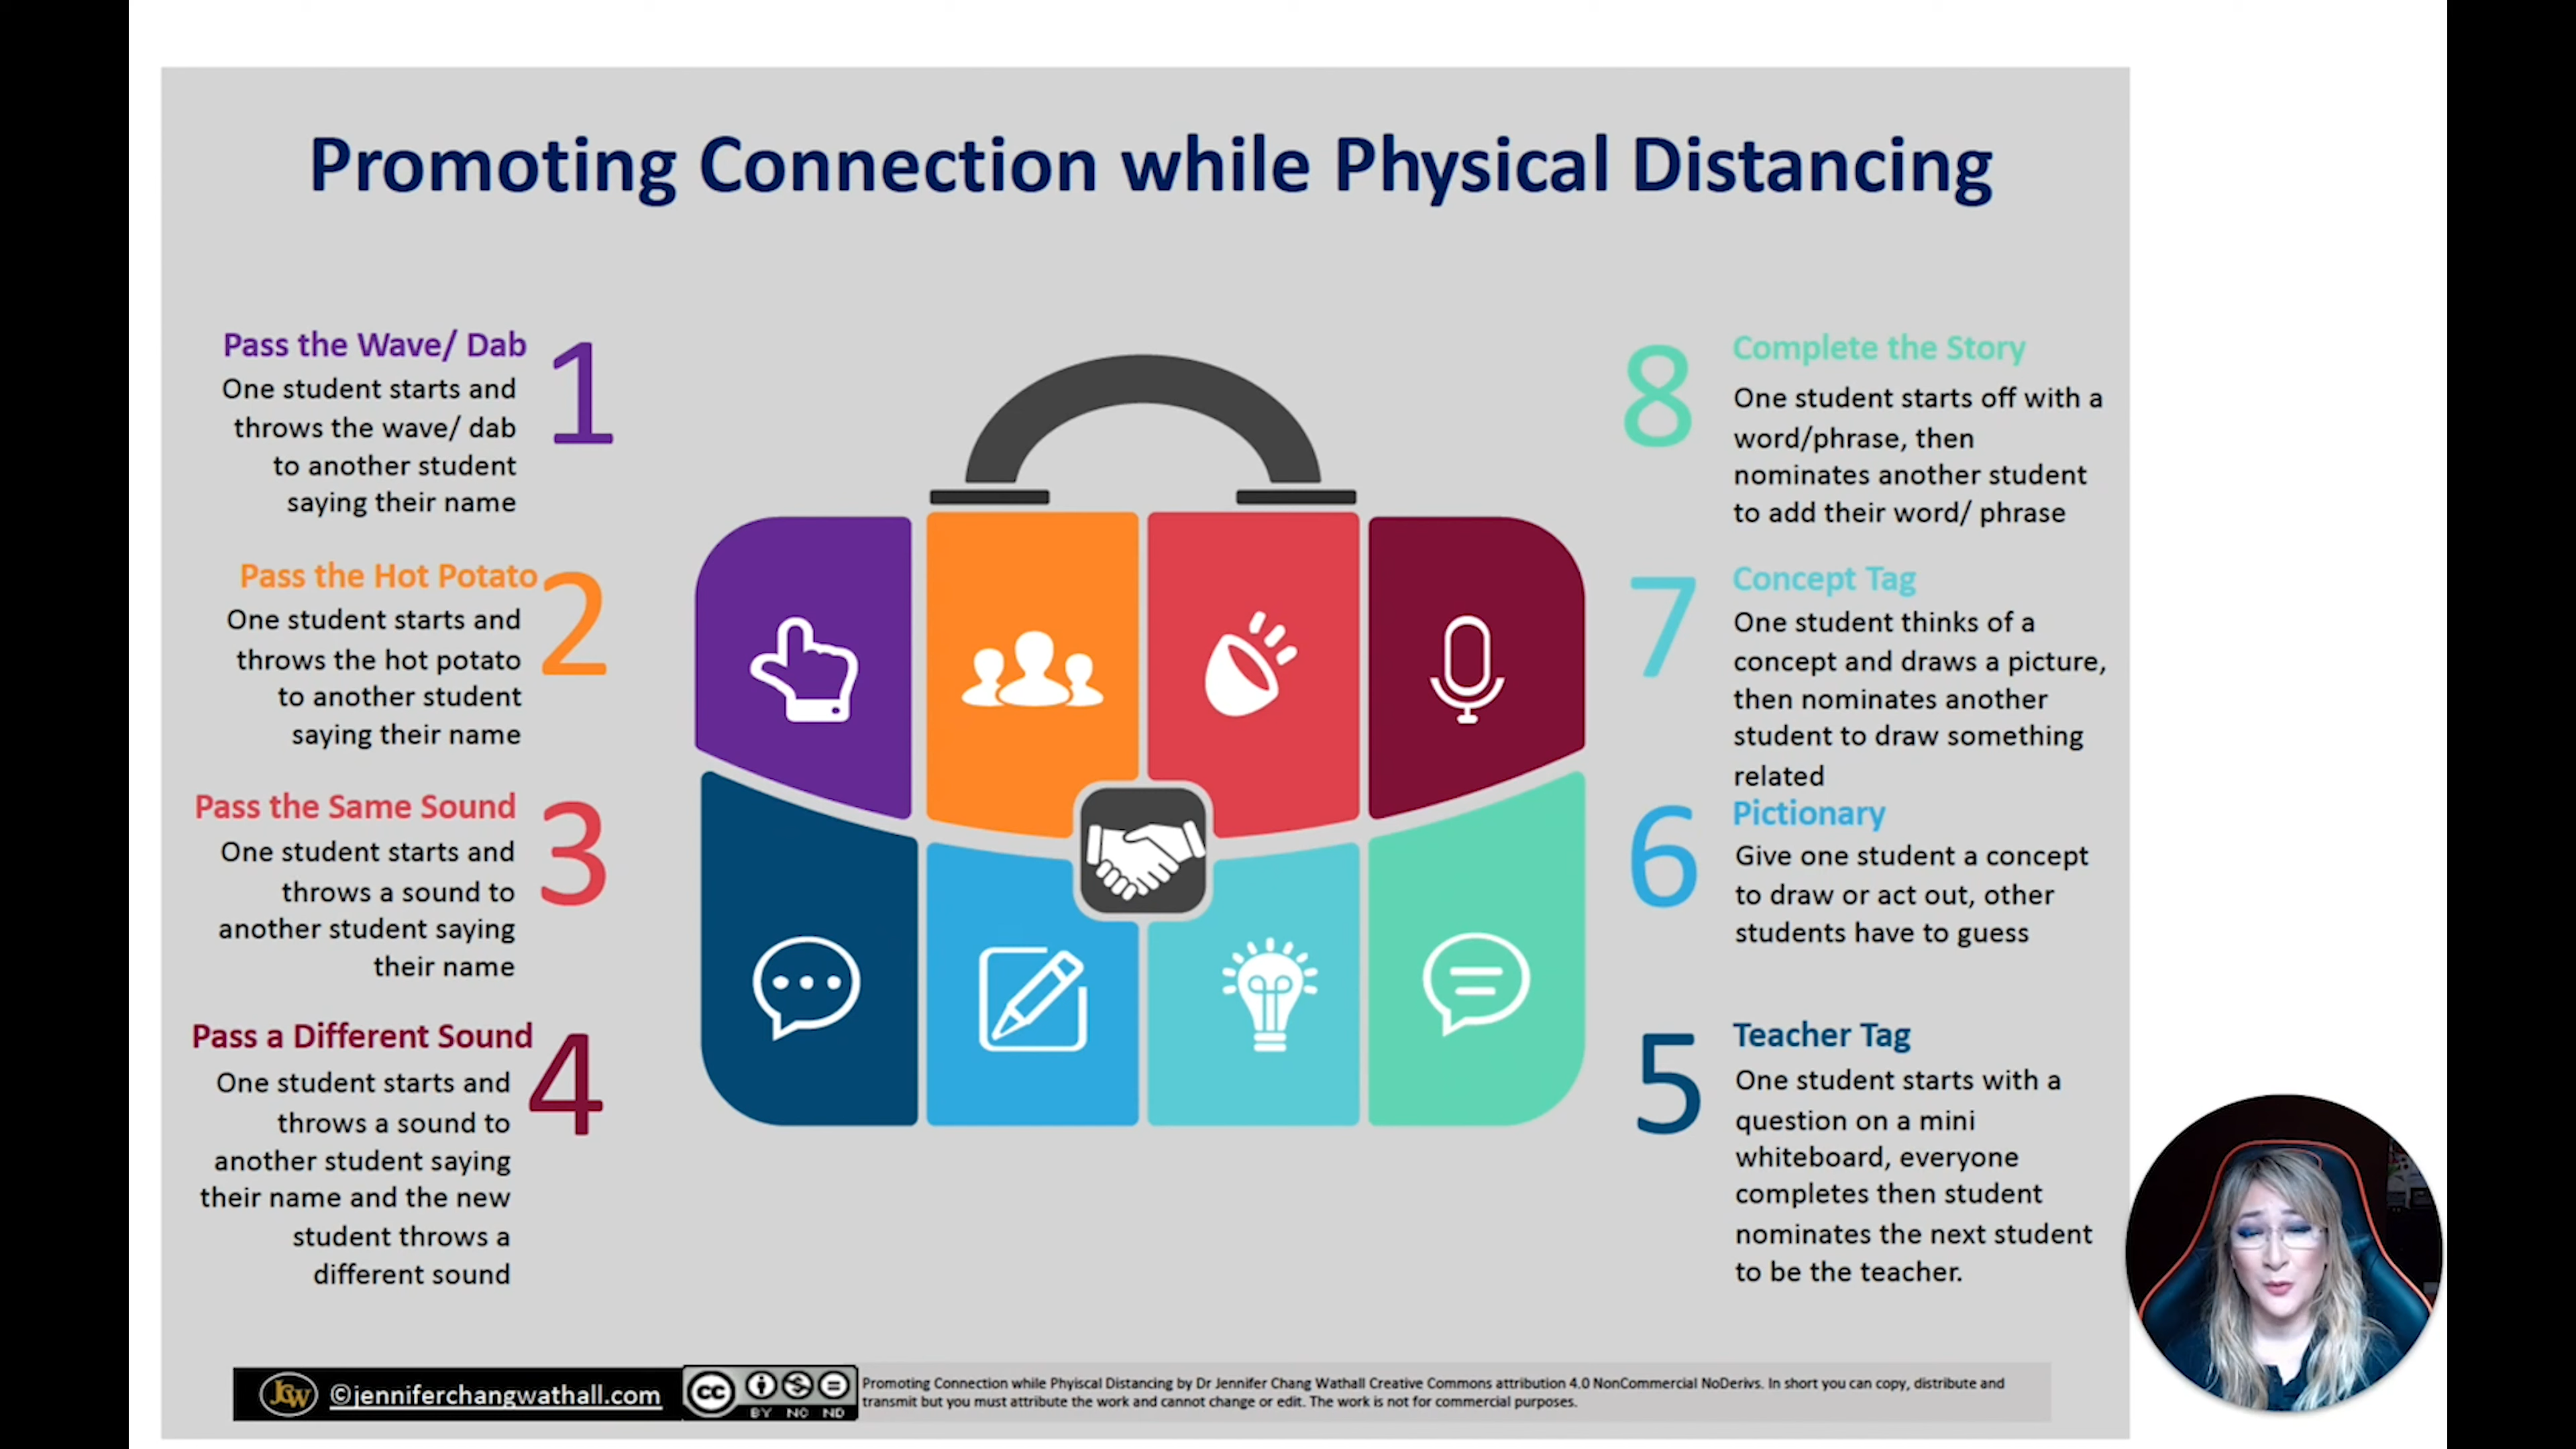 Promoting Connection while Physical Distancing
Pass the Wave/ Dab
1
One student starts and
throws the wave/ dab
to another student
saying their name
Pass the Hot Potato
2
One student starts and
throws the hot potato
to another student
saying their name
Pass the Same Sound
3
One student starts and
throws a sound to
another student saying
their name
Pass a Different Sound
4
One student starts and
throws a sound to
another student saying
their name and the new
student throws a
different sound
8
Complete the Story
One student starts off with a
word/phrase, then
nominates another student
to add their word/ phrase
7
Concept Tag
One student thinks of a
concept and draws a picture,
then nominates another
student to draw something
related
6
Pictionary
Give one student a concept
to draw or act out, other
students have to guess
5
Teacher Tag
One student starts with a
question on a mini
whiteboard, everyone
completes then student
nominates the next student
to be the teacher.
JCW
©jenniferchangwathall.com
cc
BY NC ND
Promoting Connection while Phyiscal Distancing by Dr Jennifer Chang Wathall Creative Commons attribution 4.0 NonCommercial NoDerivs. In short you can copy, distribute and
transmit but you must attribute the work and cannot change or edit. The work is not for commercial purposes.